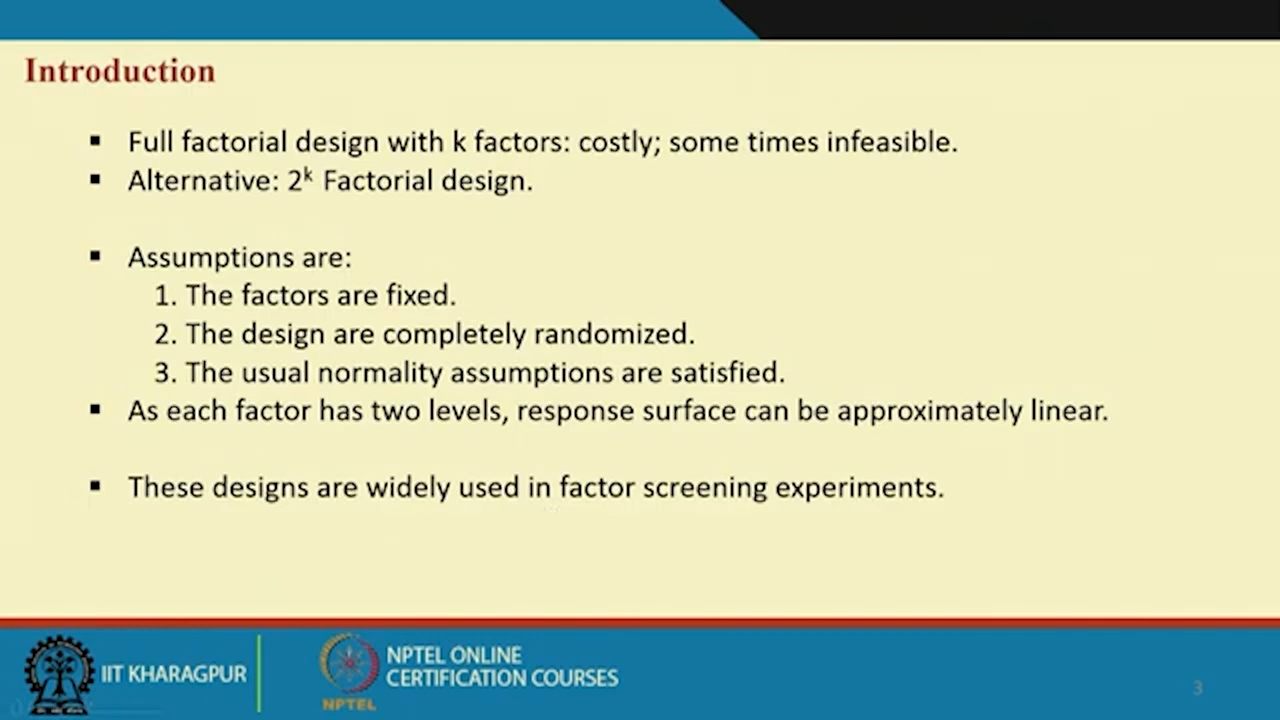 Introduction
▪ Full factorial design with k factors: costly; some times infeasible.
▪ Alternative: 2ᵏ Factorial design.
▪ Assumptions are:
1. The factors are fixed.
2. The design are completely randomized.
3. The usual normality assumptions are satisfied.
▪ As each factor has two levels, response surface can be approximately linear.
▪ These designs are widely used in factor screening experiments.
IIT KHARAGPUR
NPTEL
NPTEL ONLINE
CERTIFICATION COURSES
3